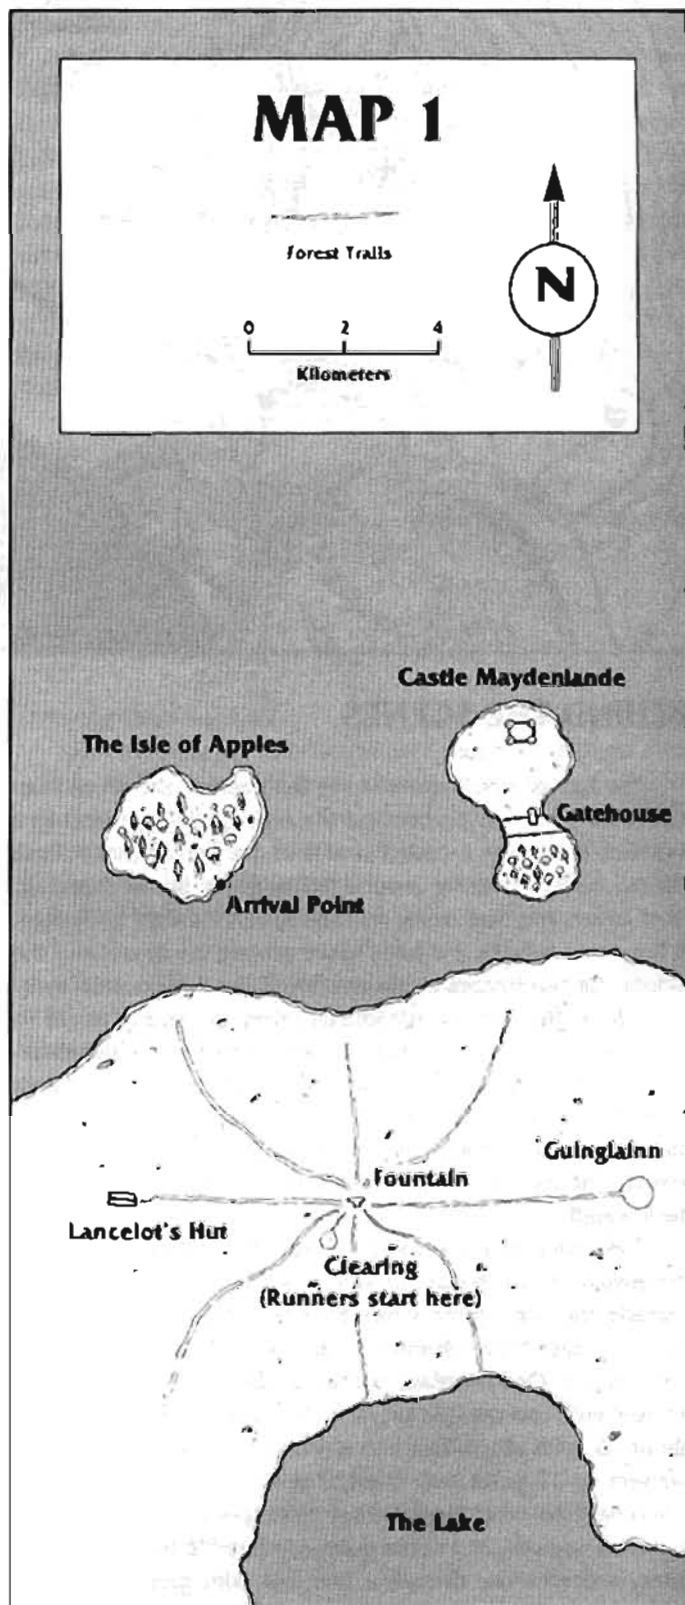 MAP 1
Forest Trails
0 2 4
Kilometers
N
Castle Maydenlande
The Isle of Apples
Gatehouse
Arrival Point
Guinglainn
Fountain
Lancelot's Hut
Clearing
(Runners start here)
The Lake